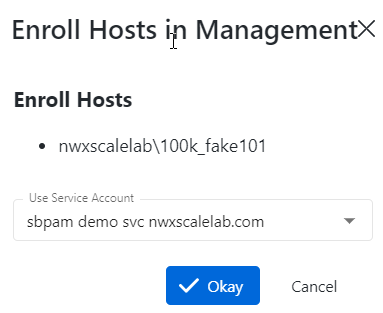 Enroll Hosts in Management
Enroll Hosts
nwxscalelab\100k_fake101
Use Service Account
sbpam demo svc nwxscalelab.com
Okay Cancel